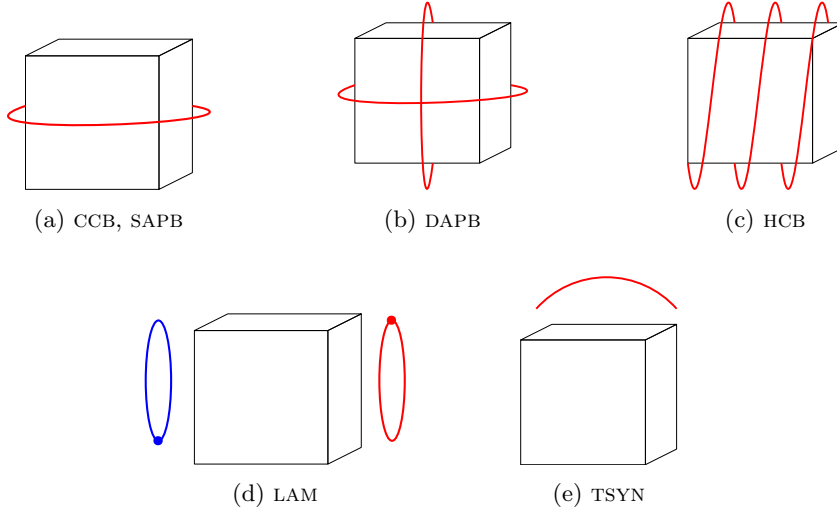 (a) CCB, SAPB
(b) DAPB
(c) HCB
(d) LAM
(e) TSYN